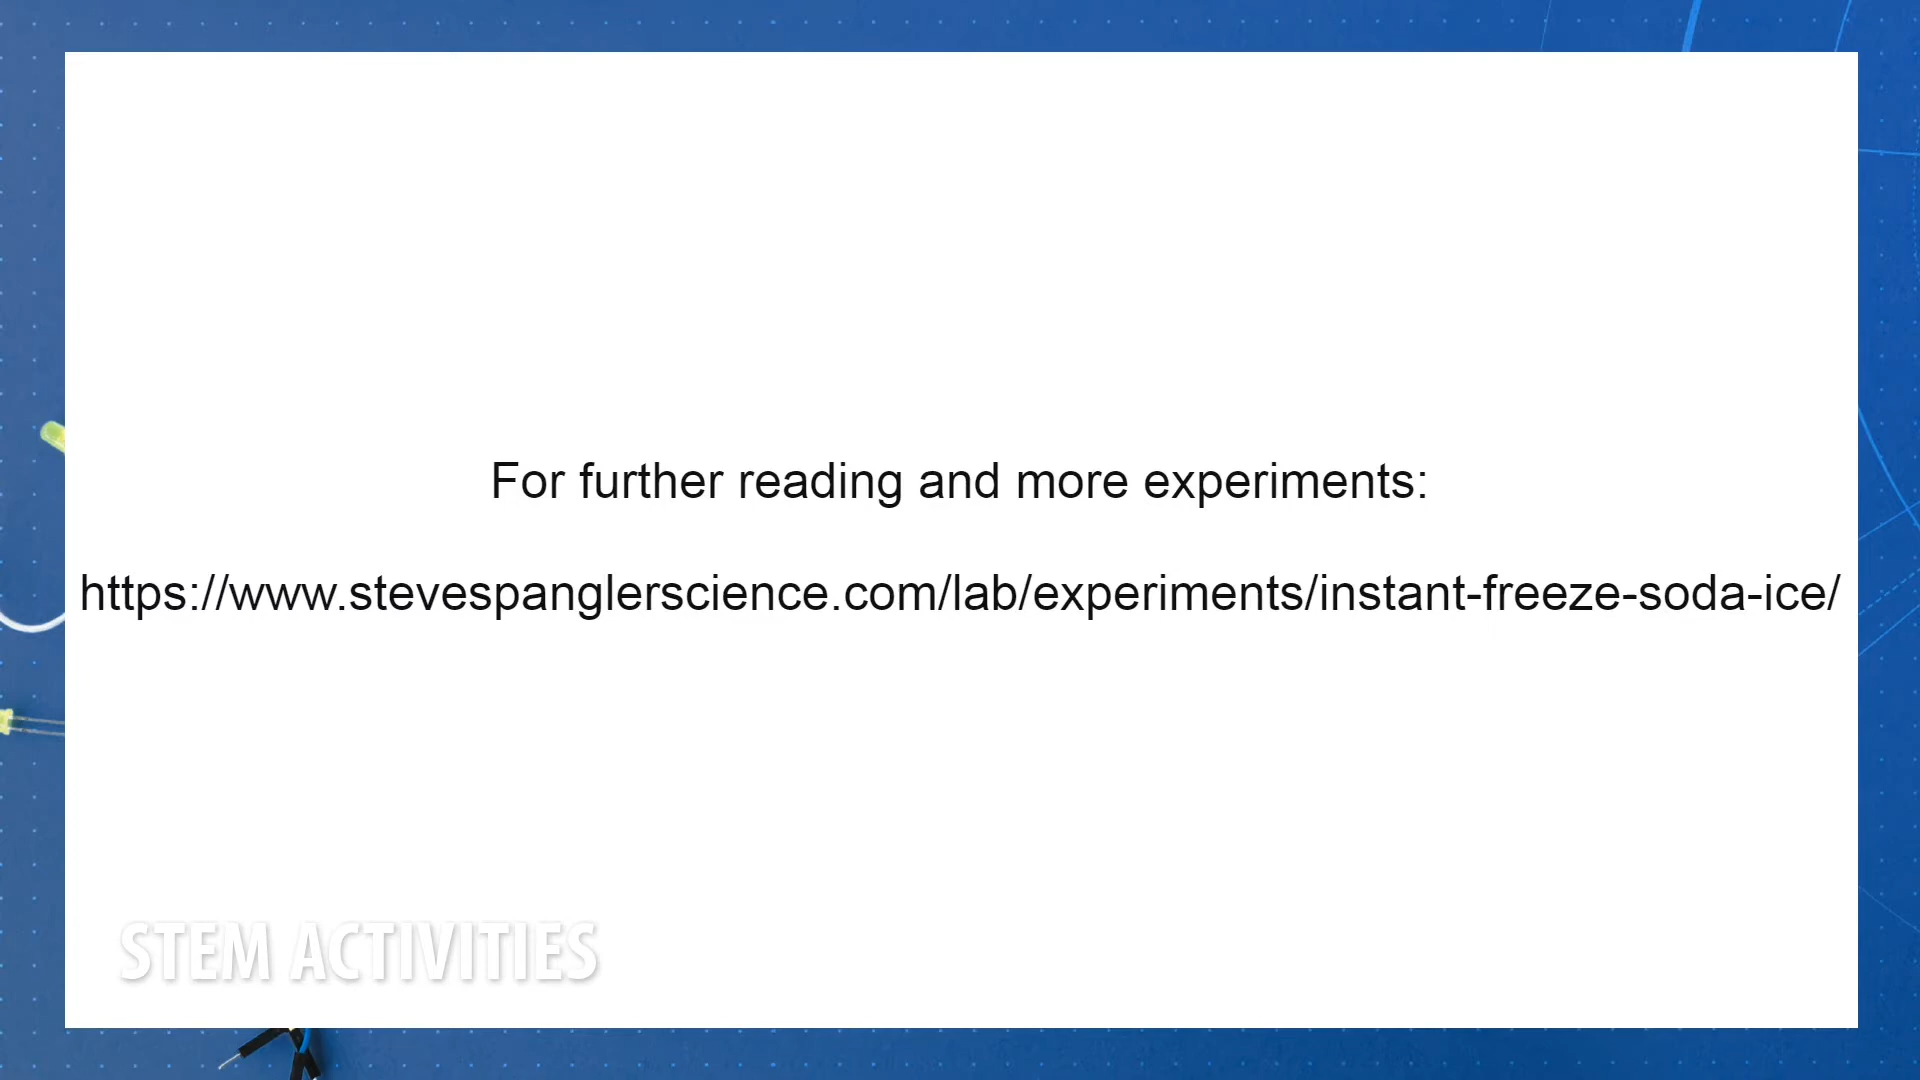 For further reading and more experiments:
https://www.stevespanglerscience.com/lab/experiments/instant-freeze-soda-ice/
STEM ACTIVITIES